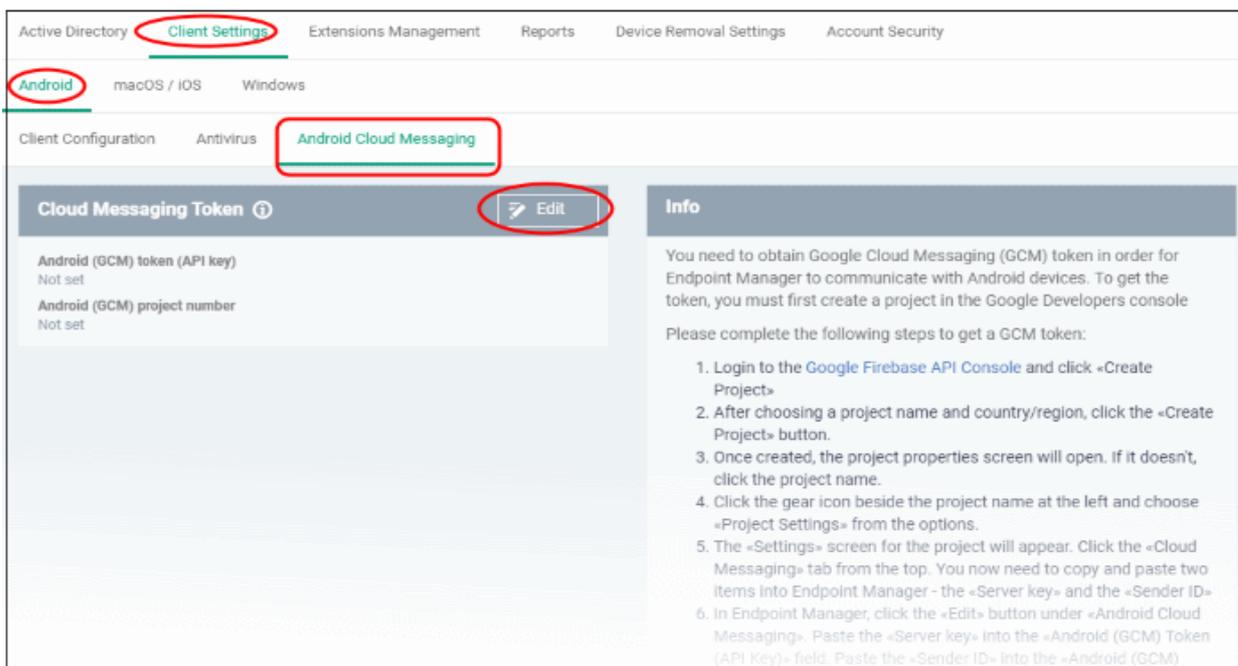 Active Directory Client Settings Extensions Management Reports Device Removal Settings Account Security
Android macOS / iOS Windows
Client Configuration Antivirus Android Cloud Messaging
Cloud Messaging Token Edit
Android (GCM) token (API key)
Not set
Android (GCM) project number
Not set
Info
You need to obtain Google Cloud Messaging (GCM) token in order for
Endpoint Manager to communicate with Android devices. To get the
token, you must first create a project in the Google Developers console
Please complete the following steps to get a GCM token:
1. Login to the Google Firebase API Console and click «Create
Project»
2. After choosing a project name and country/region, click the «Create
Project» button.
3. Once created, the project properties screen will open. If it doesn't,
click the project name.
4. Click the gear icon beside the project name at the left and choose
«Project Settings» from the options.
5. The «Settings» screen for the project will appear. Click the «Cloud
Messaging» tab from the top. You now need to copy and paste two
items into Endpoint Manager - the «Server key» and the «Sender ID»
6. In Endpoint Manager, click the «Edit» button under «Android Cloud
Messaging». Paste the «Server key» into the «Android (GCM) Token
(API Key)» field. Paste the «Sender ID» into the «Android (GCM)